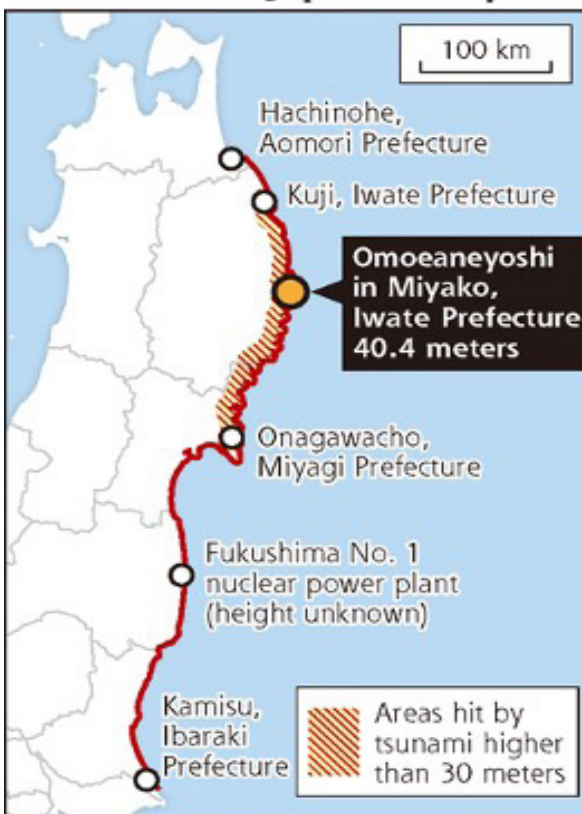 100 km
Hachinohe,
Aomori Prefecture
Kuji, Iwate Prefecture
Omoeaneyoshi
in Miyako,
Iwate Prefecture
40.4 meters
Onagawacho,
Miyagi Prefecture
Fukushima No. 1
nuclear power plant
(height unknown)
Kamisu,
Ibaraki
Prefecture
Areas hit by
tsunami higher
than 30 meters